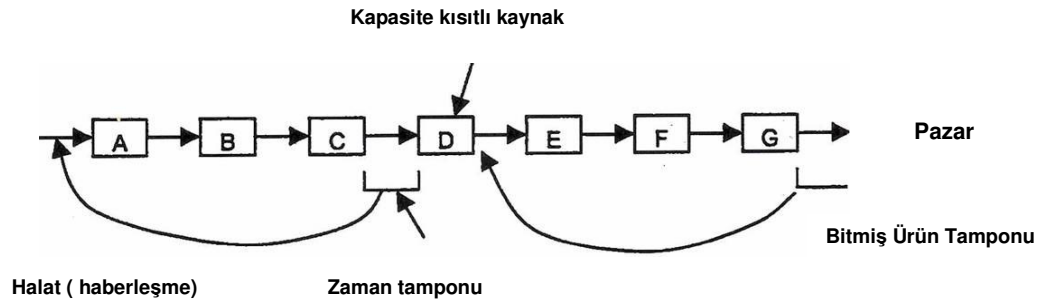 Kapasite kısıtlı kaynak
A B C D E F G
Pazar
Bitmiş Ürün Tamponu
Halat ( haberleşme) Zaman tamponu